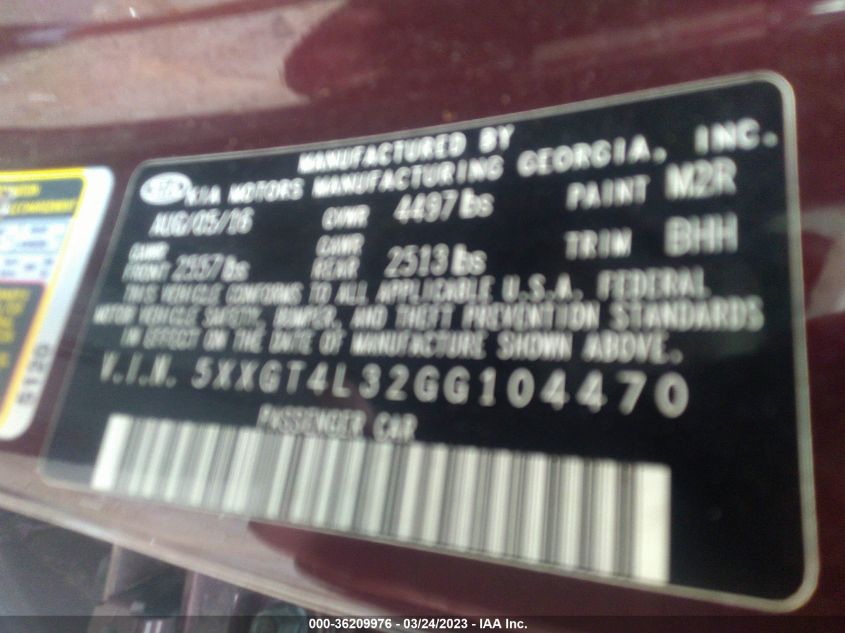 MANUFACTURED BY
KIA MOTORS MANUFACTURING GEORGIA, INC.
AUG/05/16 GVWR 4497 lbs PAINT M2R
GAWR FRONT 2557 lbs GAWR REAR 2513 lbs TRIM BHH
THIS VEHICLE CONFORMS TO ALL APPLICABLE U.S.A. FEDERAL
MOTOR VEHICLE SAFETY, BUMPER, AND THEFT PREVENTION STANDARDS
IN EFFECT ON THE DATE OF MANUFACTURE SHOWN ABOVE.
V.I.N. 5XXGT4L32GG104470
PASSENGER CAR
5130
000-36209976 - 03/24/2023 - IAA Inc.